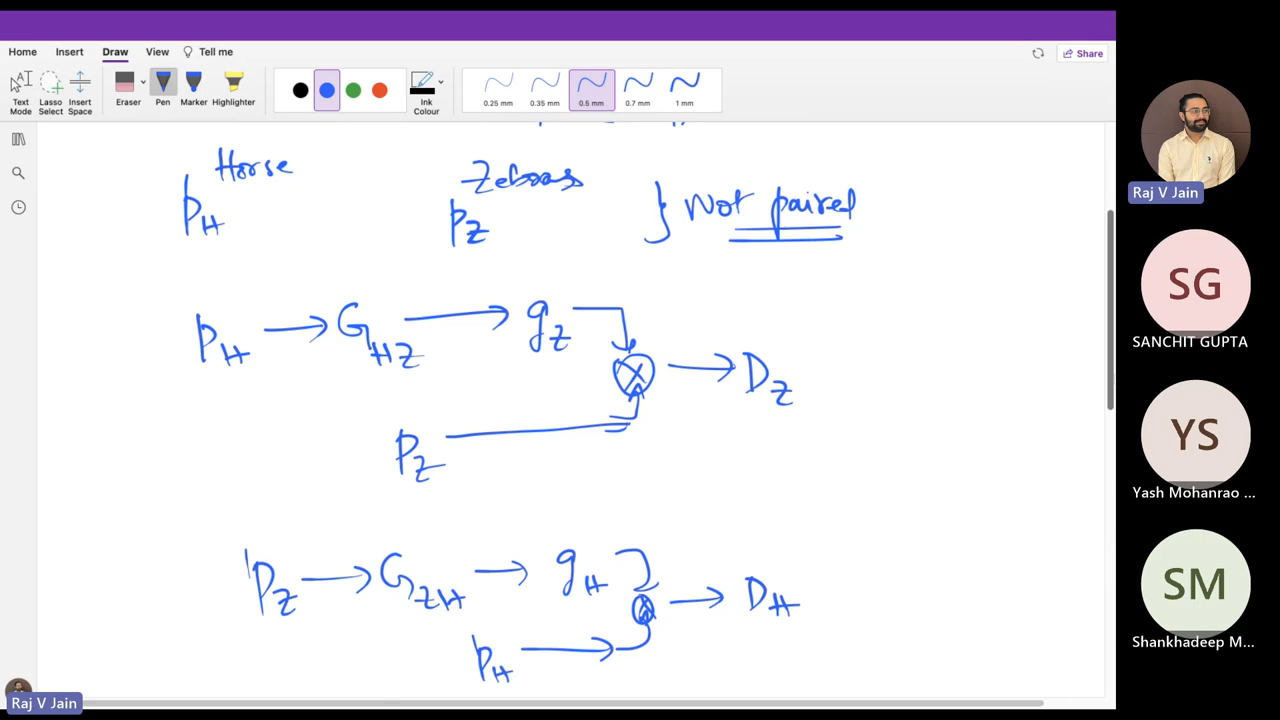 Home Insert Draw View Tell me Share
Text Mode Lasso Select Insert Space Eraser Pen Marker Highlighter 0.25 mm 0.35 mm 0.5 mm 0.7 mm 1 mm Ink Colour
Horse Zebras
p_H p_Z } Not paired
p_H → G_HZ → g_Z
⊗ → D_Z
p_Z
p_Z → G_ZH → g_H
⊗ → D_H
p_H →
Raj V Jain
Raj V Jain
SG
SANCHIT GUPTA
YS
Yash Mohanrao ...
SM
Shankhadeep M...